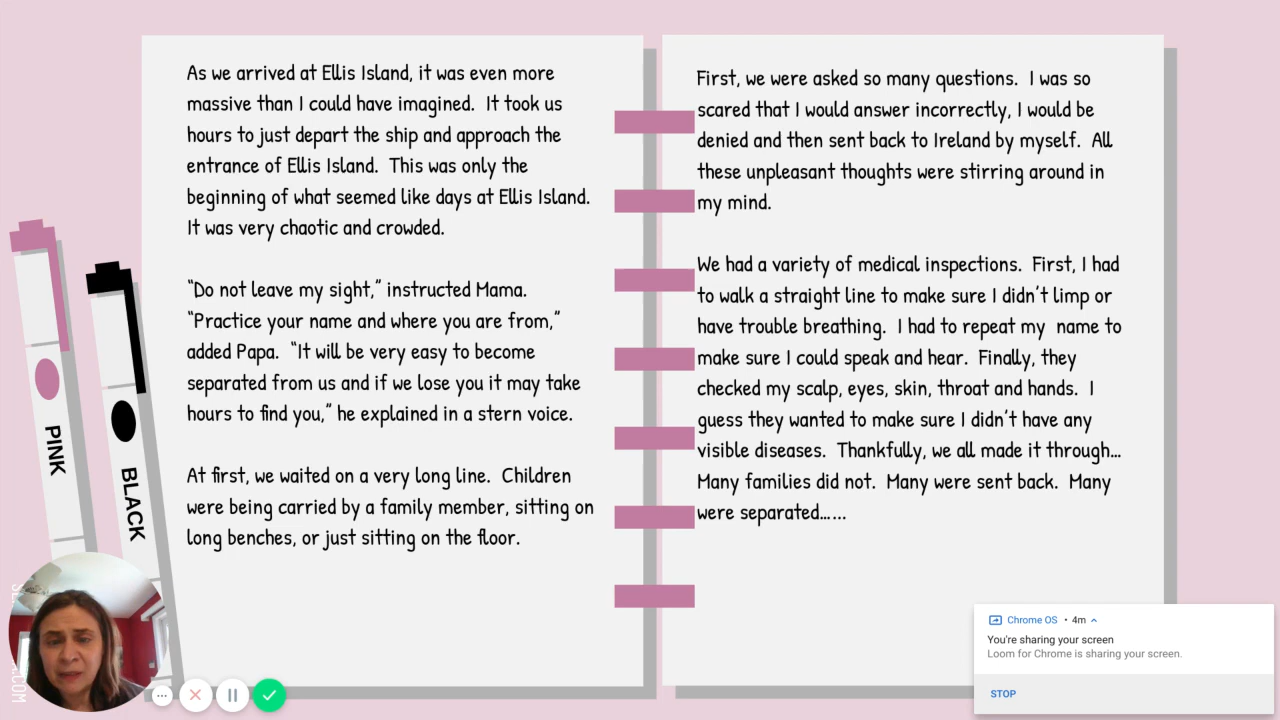 As we arrived at Ellis Island, it was even more
massive than I could have imagined.  It took us
hours to just depart the ship and approach the
entrance of Ellis Island.  This was only the
beginning of what seemed like days at Ellis Island.
It was very chaotic and crowded.
“Do not leave my sight,” instructed Mama.
“Practice your name and where you are from,”
added Papa.  “It will be very easy to become
separated from us and if we lose you it may take
hours to find you,” he explained in a stern voice.
At first, we waited on a very long line.  Children
were being carried by a family member, sitting on
long benches, or just sitting on the floor.
First, we were asked so many questions.  I was so
scared that I would answer incorrectly, I would be
denied and then sent back to Ireland by myself.  All
these unpleasant thoughts were stirring around in
my mind.
We had a variety of medical inspections.  First, I had
to walk a straight line to make sure I didn’t limp or
have trouble breathing.  I had to repeat my  name to
make sure I could speak and hear.  Finally, they
checked my scalp, eyes, skin, throat and hands.  I
guess they wanted to make sure I didn’t have any
visible diseases.  Thankfully, we all made it through...
Many families did not.  Many were sent back.  Many
were separated......
PINK
BLACK
Chrome OS • 4m
You're sharing your screen
Loom for Chrome is sharing your screen.
STOP